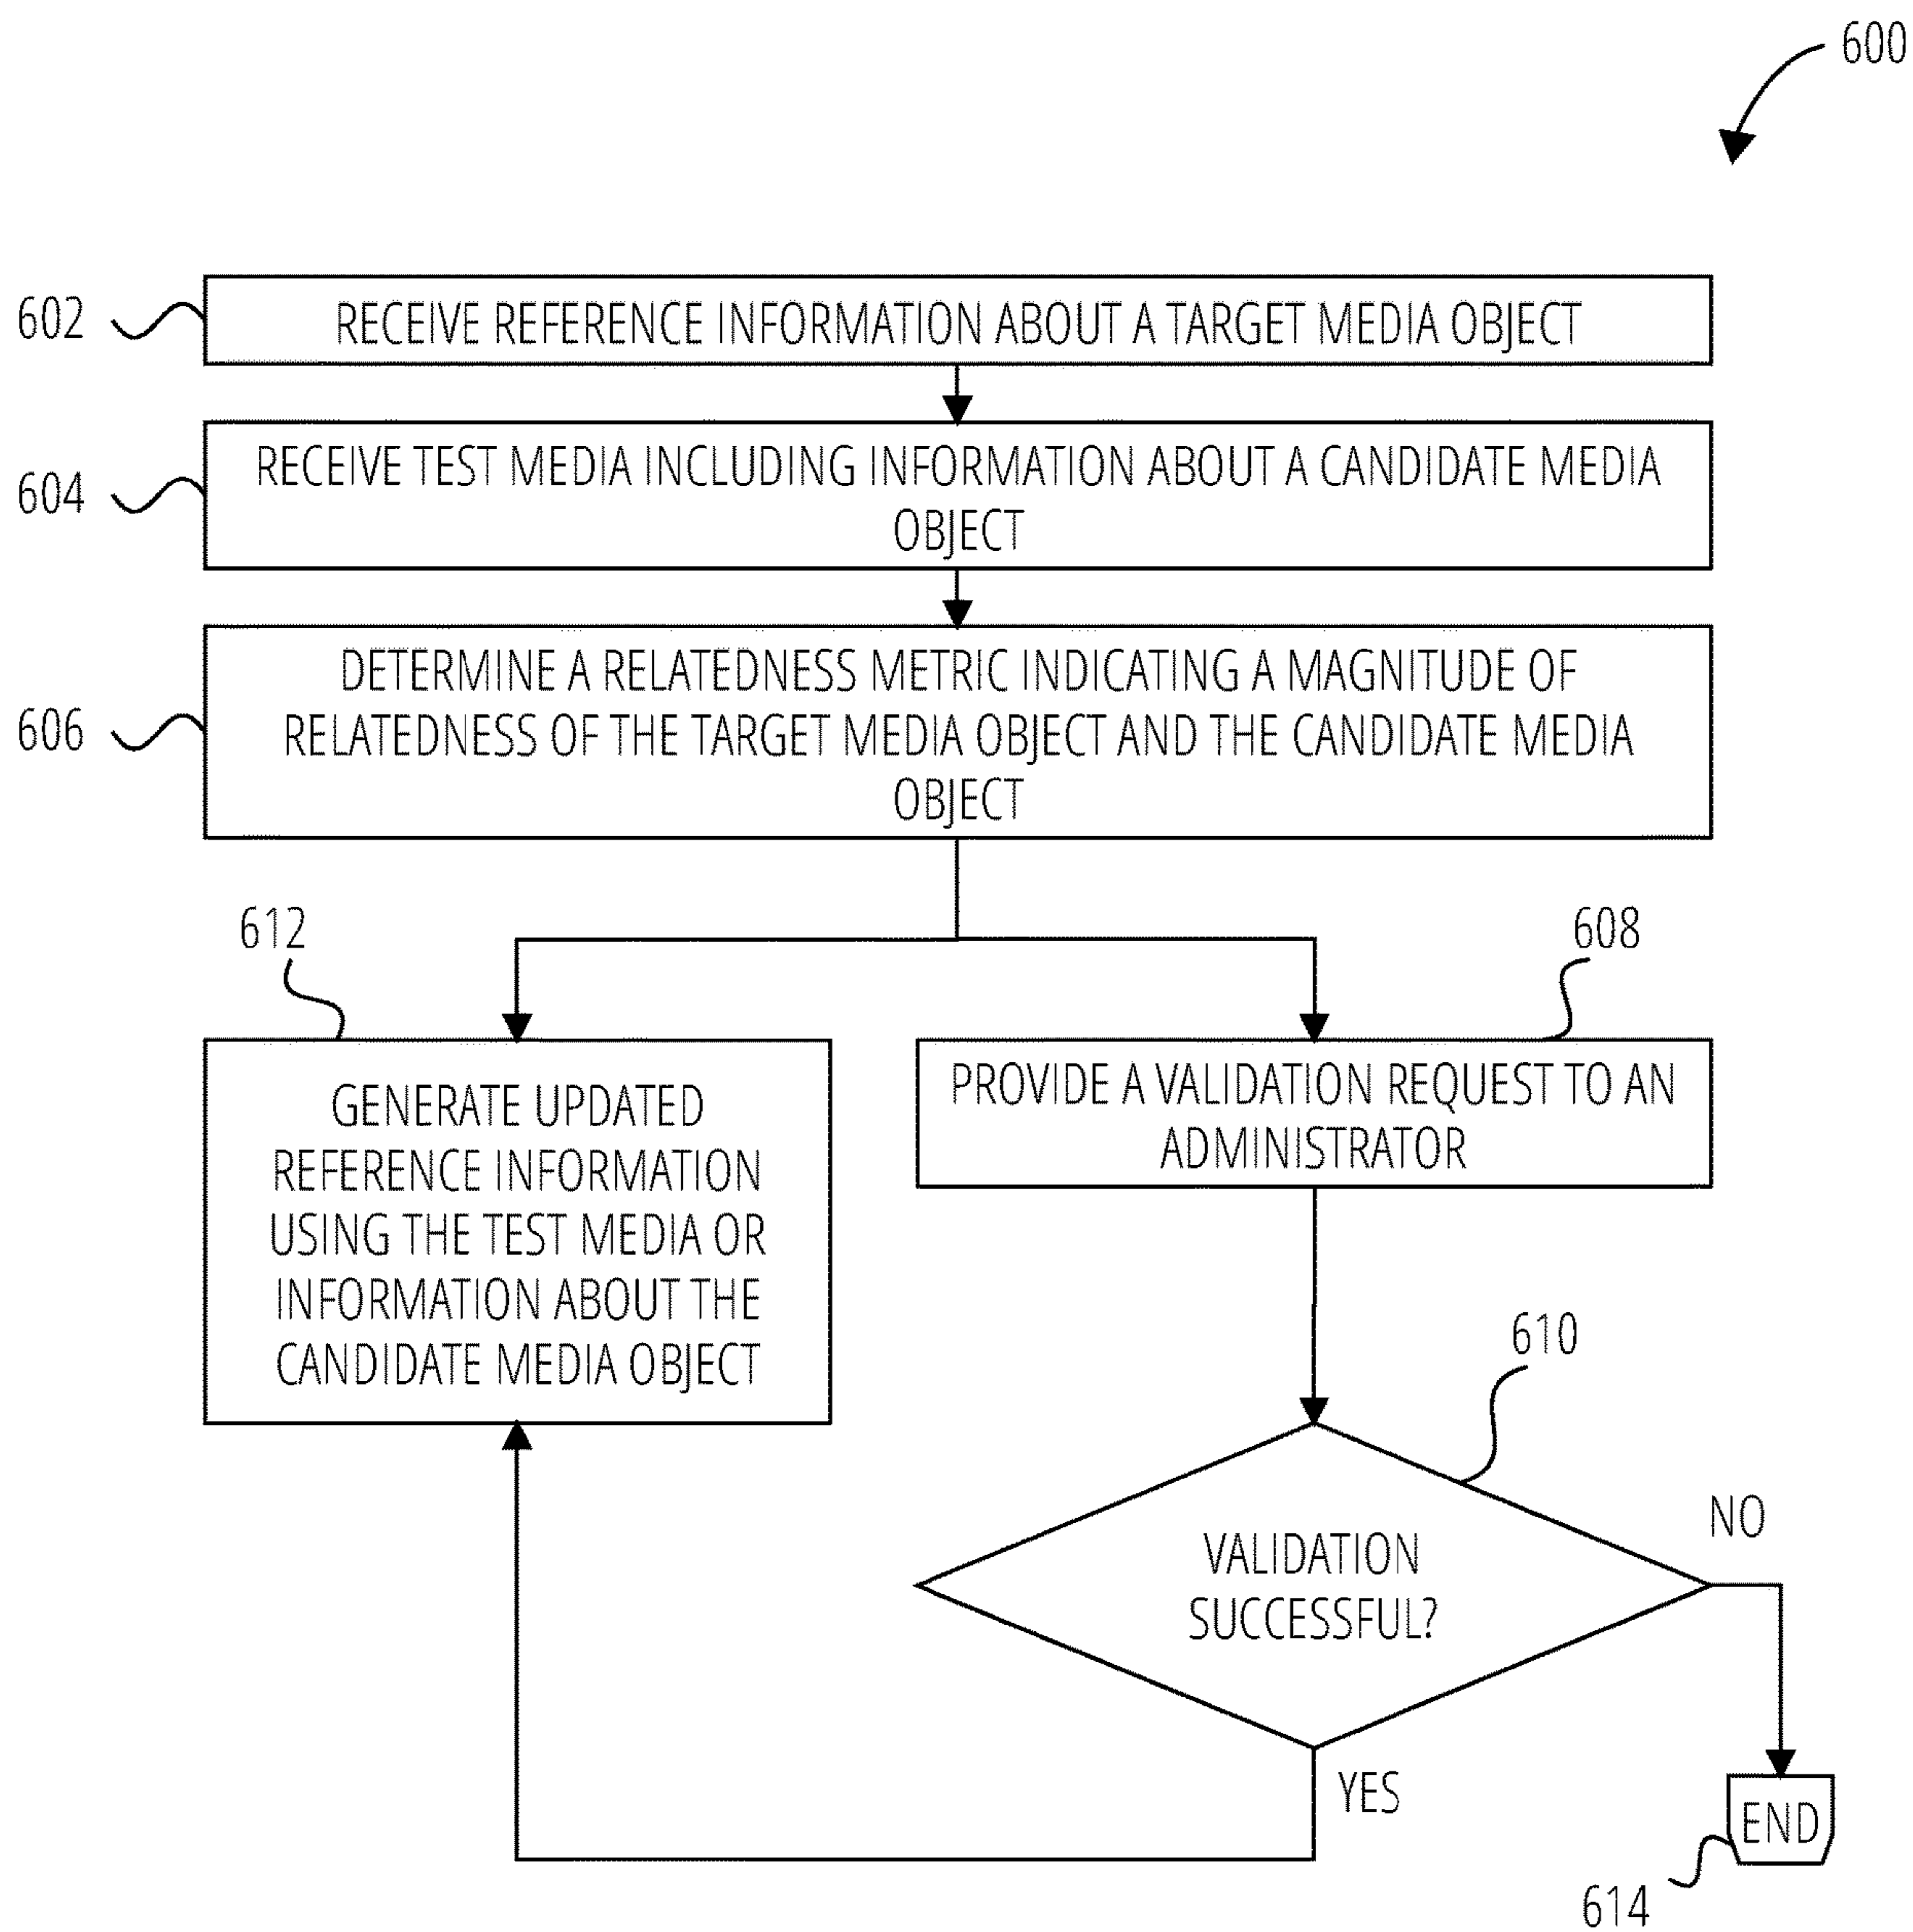 600
602
RECEIVE REFERENCE INFORMATION ABOUT A TARGET MEDIA OBJECT
604
RECEIVE TEST MEDIA INCLUDING INFORMATION ABOUT A CANDIDATE MEDIA
OBJECT
606
DETERMINE A RELATEDNESS METRIC INDICATING A MAGNITUDE OF
RELATEDNESS OF THE TARGET MEDIA OBJECT AND THE CANDIDATE MEDIA
OBJECT
612
GENERATE UPDATED
REFERENCE INFORMATION
USING THE TEST MEDIA OR
INFORMATION ABOUT THE
CANDIDATE MEDIA OBJECT
608
PROVIDE A VALIDATION REQUEST TO AN
ADMINISTRATOR
610
VALIDATION
SUCCESSFUL?
NO
YES
END
614